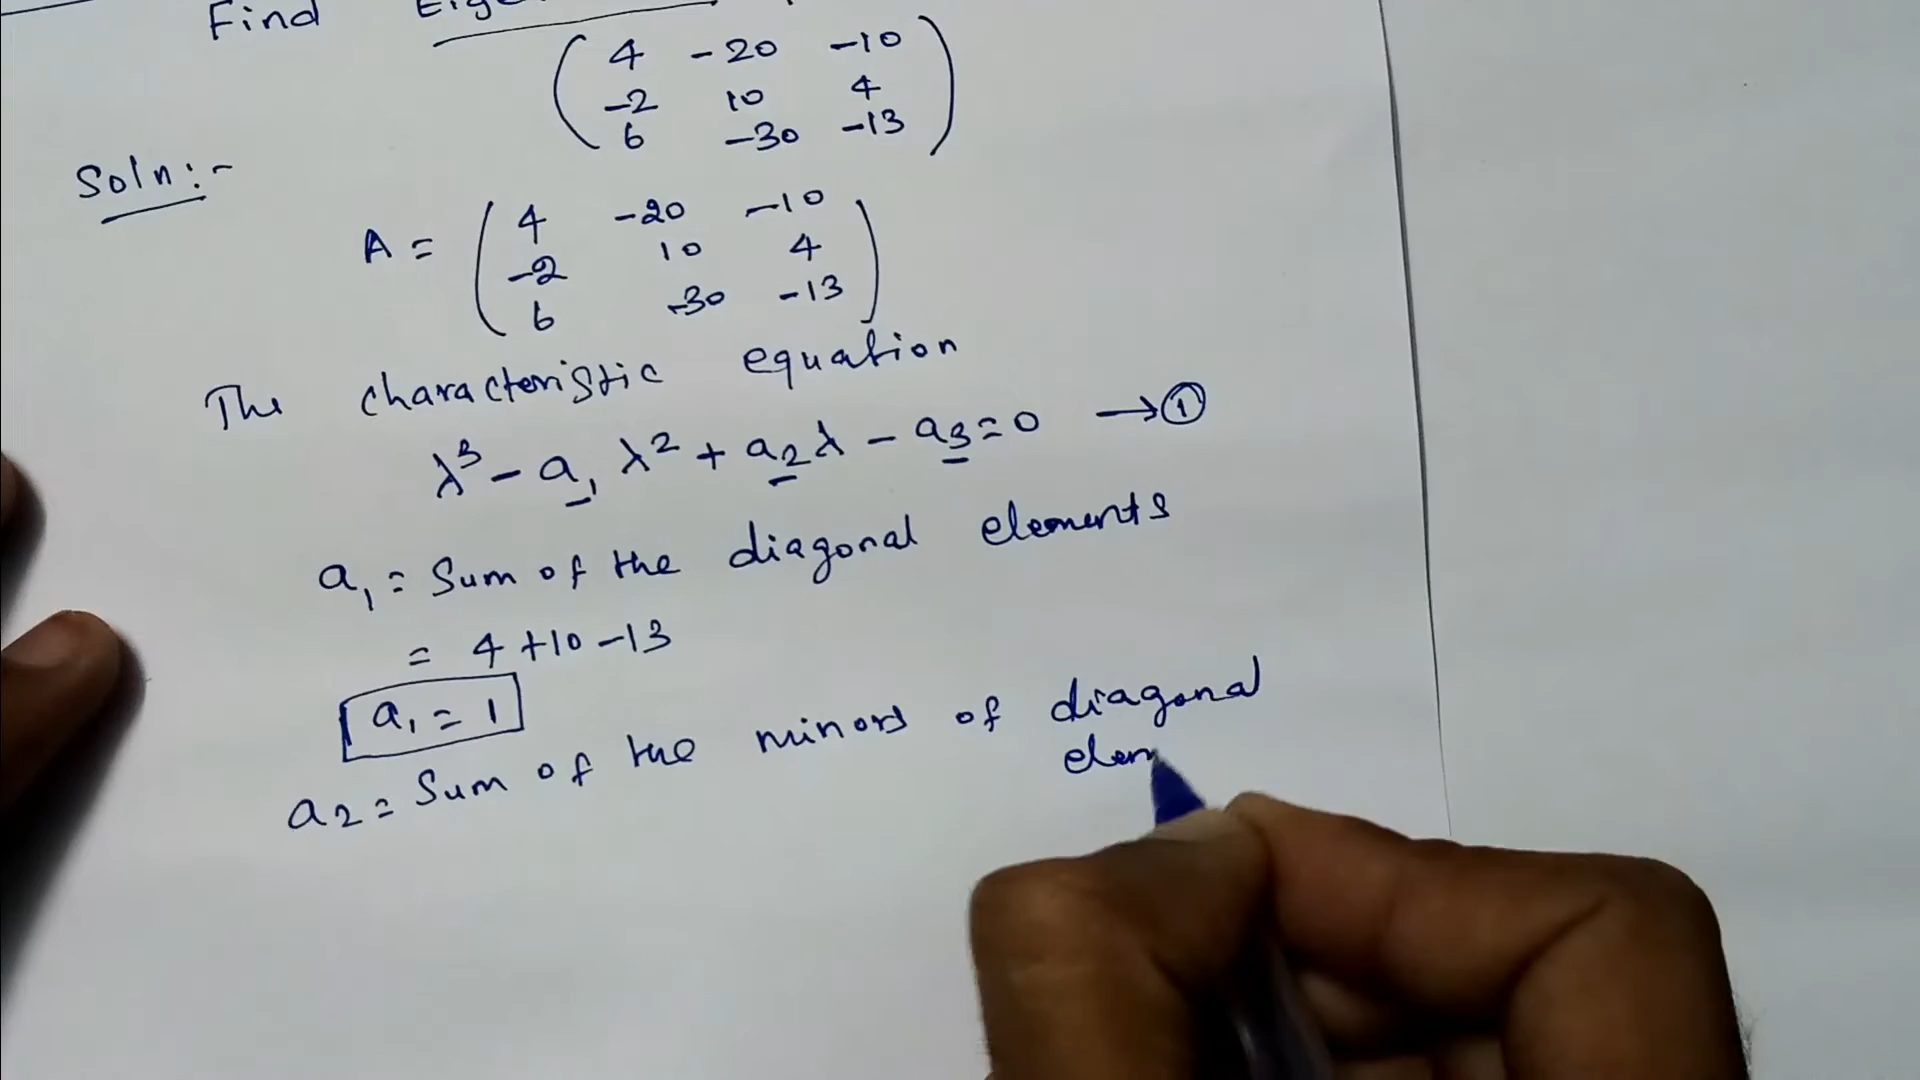 Find
( 4 -20 -10
-2 10 4
6 -30 -13 )
Soln:-
A = ( 4 -20 -10
-2 10 4
6 -30 -13 )
The characteristic equation
λ³ - a₁ λ² + a₂ λ - a₃ = 0 → ①
a₁ = Sum of the diagonal elements
= 4 + 10 - 13
a₁ = 1
a₂ = Sum of the minors of diagonal
elem